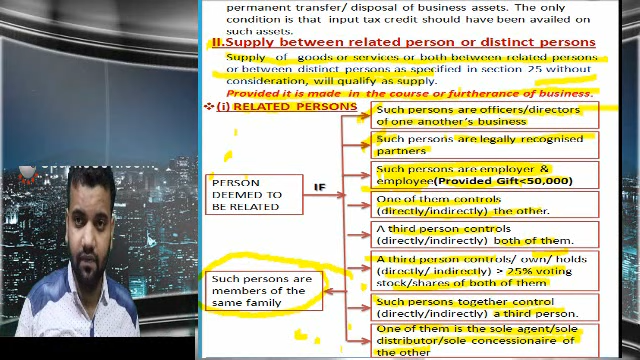 permanent transfer/ disposal of business assets. The only
condition is that input tax credit should have been availed on
such assets.
II.Supply between related person or distinct persons
Supply of goods or services or both between related persons
or between distinct persons as specified in section 25 without
consideration, will qualify as supply.
Provided it is made in the course or furtherance of business.
❖(i) RELATED PERSONS
Such persons are officers/directors
of one another's business
Such persons are legally recognised
partners
Such persons are employer &
employee(Provided Gift<50,000)
PERSON
DEEMED TO
BE RELATED
IF
One of them controls
(directly/indirectly) the other.
A third person controls
(directly/indirectly) both of them.
A third person controls/ own/ holds
(directly/ indirectly) > 25% voting
stock/shares of both of them
Such persons are
members of the
same family
Such persons together control
(directly/indirectly) a third person.
One of them is the sole agent/sole
distributor/sole concessionaire of
the other